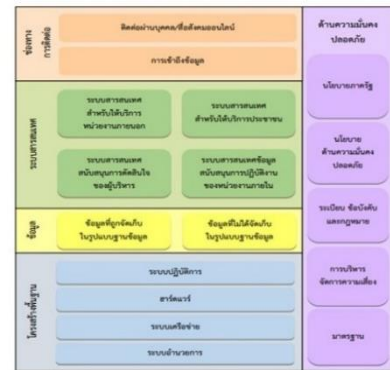 ช่องทาง
การติดต่อ
ติดต่อผ่านบุคคล/สื่อสังคมออนไลน์
การเข้าถึงข้อมูล
ระบบสารสนเทศ
ระบบสารสนเทศ
สำหรับให้บริการ
หน่วยงานภายนอก
ระบบสารสนเทศ
สำหรับให้บริการประชาชน
ระบบสารสนเทศ
สนับสนุนการตัดสินใจ
ของผู้บริหาร
ระบบสารสนเทศข้อมูล
สนับสนุนการปฏิบัติงาน
ของหน่วยงานภายใน
ข้อมูล
ข้อมูลที่ถูกจัดเก็บ
ในรูปแบบฐานข้อมูล
ข้อมูลที่ไม่ได้จัดเก็บ
ในรูปแบบฐานข้อมูล
โครงสร้างพื้นฐาน
ระบบปฏิบัติการ
ฮาร์ดแวร์
ระบบเครือข่าย
ระบบอำนวยการ
ด้านความมั่นคง
ปลอดภัย
นโยบายภาครัฐ
นโยบาย
ด้านความมั่นคง
ปลอดภัย
ระเบียบ ข้อบังคับ
และกฎหมาย
การบริหาร
จัดการความเสี่ยง
มาตรฐาน